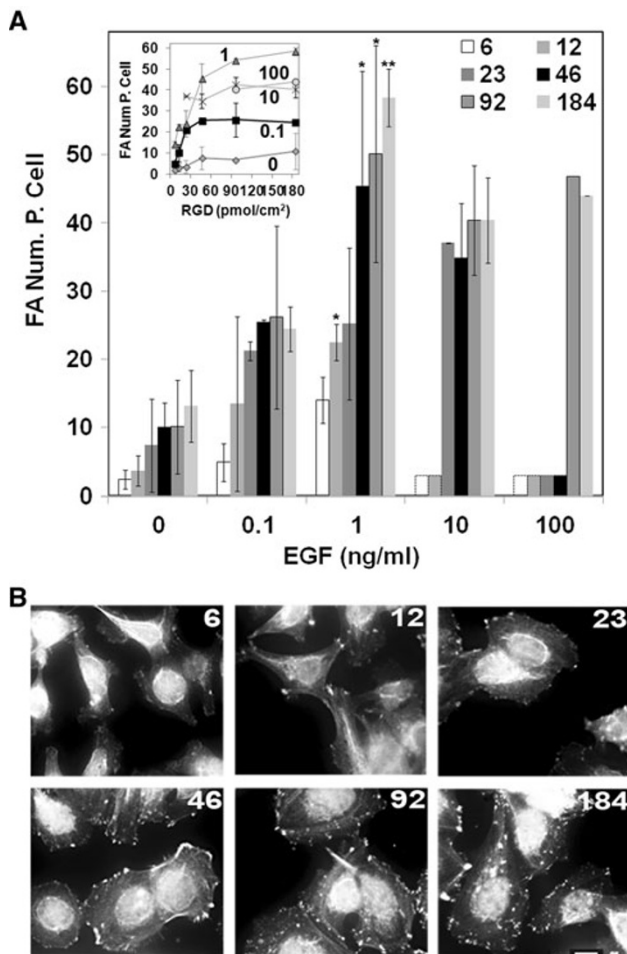 A
60
50
40
30
20
10
0
FA Num P. Cell
1
100
10
0.1
0
0 30 60 90 120 150 180
RGD (pmol/cm²)
6 12
23 46
92 184
* * **
*
60
50
40
30
20
10
0
FA Num. P. Cell
0 0.1 1 10 100
EGF (ng/ml)
B
6 12 23
46 92 184